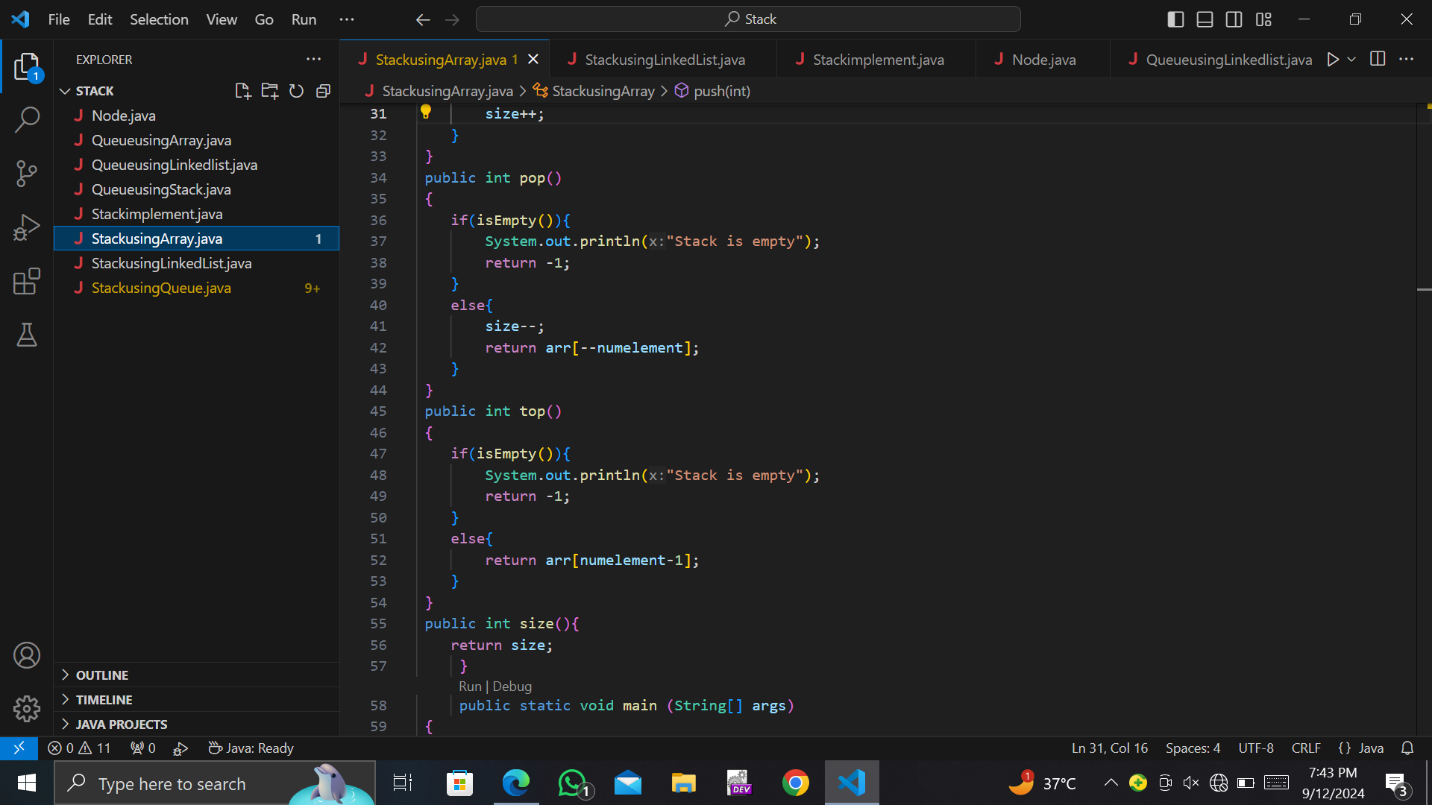 File Edit Selection View Go Run ··· Stack
EXPLORER ···
1
STACK
Node.java
QueueusingArray.java
QueueusingLinkedlist.java
QueueusingStack.java
Stackimplement.java
StackusingArray.java 1
StackusingLinkedList.java
StackusingQueue.java 9+
OUTLINE
TIMELINE
JAVA PROJECTS
StackusingArray.java 1 StackusingLinkedList.java Stackimplement.java Node.java QueueusingLinkedlist.java
StackusingArray.java > StackusingArray > push(int)
31 size++;
32 }
33 }
34 public int pop()
35 {
36 if(isEmpty()){
37 System.out.println(x:"Stack is empty");
38 return -1;
39 }
40 else{
41 size--;
42 return arr[--numelement];
43 }
44 }
45 public int top()
46 {
47 if(isEmpty()){
48 System.out.println(x:"Stack is empty");
49 return -1;
50 }
51 else{
52 return arr[numelement-1];
53 }
54 }
55 public int size(){
56 return size;
57 }
Run | Debug
58 public static void main (String[] args)
59 {
0 11 0 Java: Ready Ln 31, Col 16 Spaces: 4 UTF-8 CRLF {} Java
Type here to search DEV 1 1 37°C 7:43 PM
9/12/2024 3